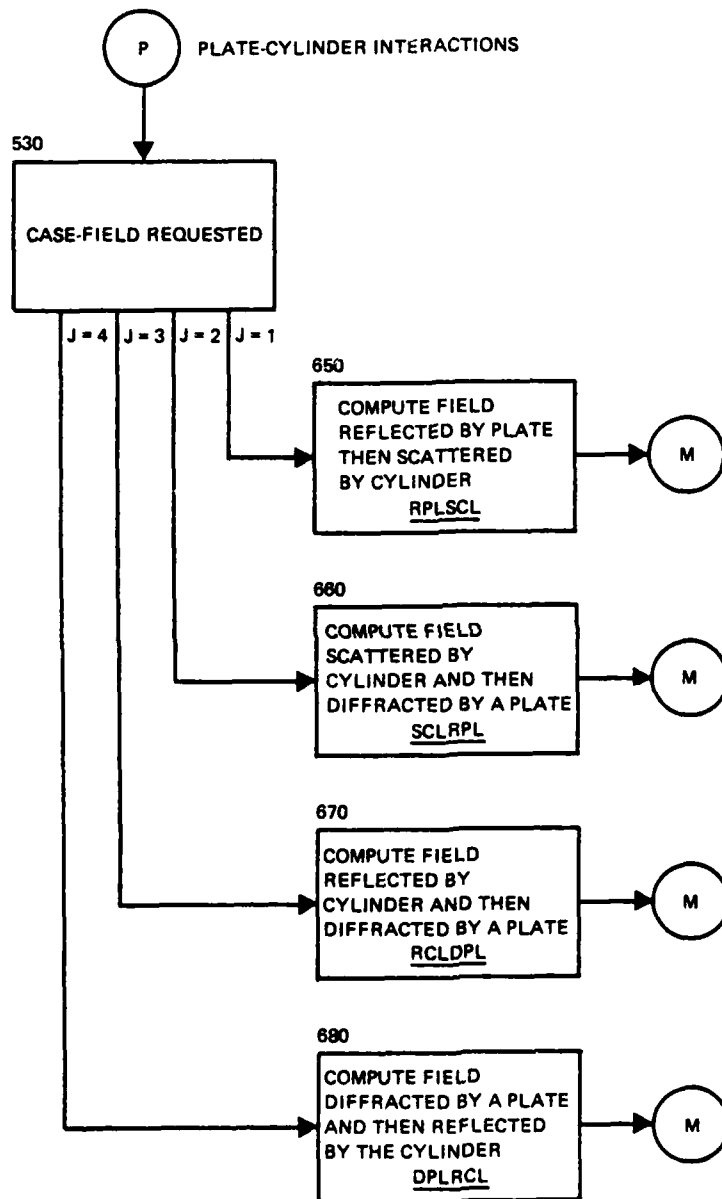 P PLATE-CYLINDER INTERACTIONS
530
CASE-FIELD REQUESTED
J = 4 J = 3 J = 2 J = 1
650
COMPUTE FIELD
REFLECTED BY PLATE
THEN SCATTERED
BY CYLINDER
RPLSCL
M
660
COMPUTE FIELD
SCATTERED BY
CYLINDER AND THEN
DIFFRACTED BY A PLATE
SCLRPL
M
670
COMPUTE FIELD
REFLECTED BY
CYLINDER AND THEN
DIFFRACTED BY A PLATE
RCLDPL
M
680
COMPUTE FIELD
DIFFRACTED BY A PLATE
AND THEN REFLECTED
BY THE CYLINDER
DPLRCL
M